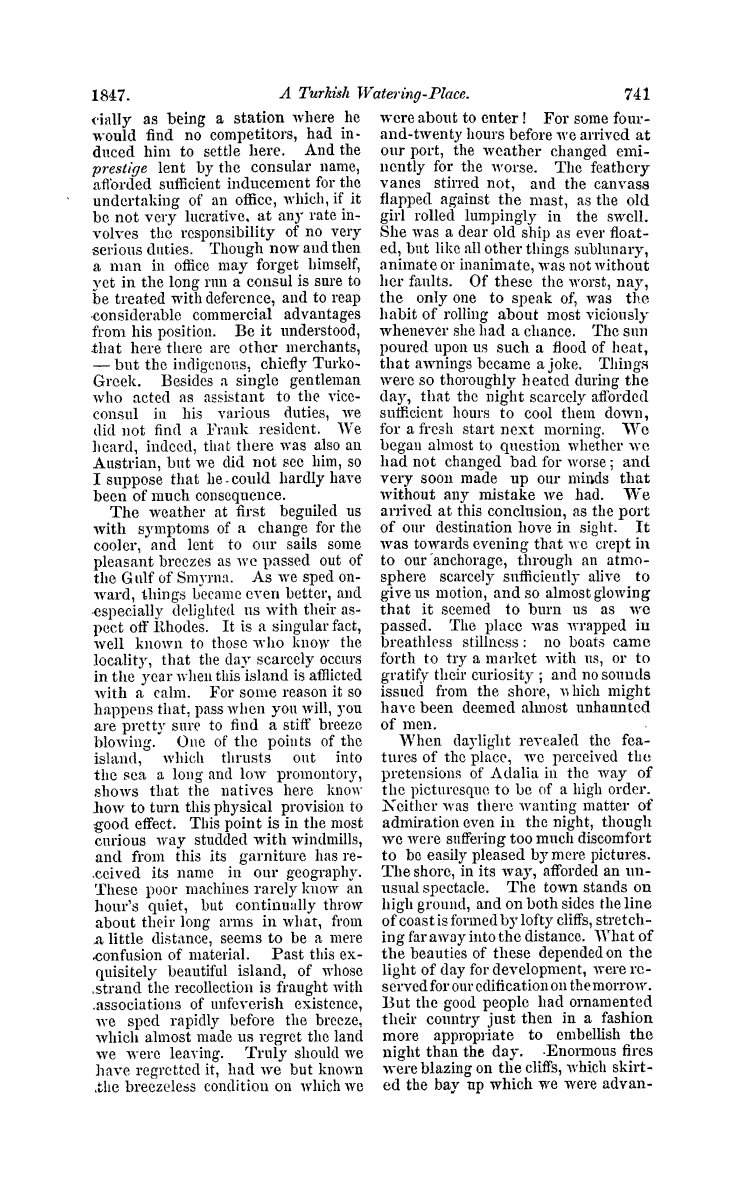 1847.
A Turkish Watering-Place.
741
cially as being a station where he
would find no competitors, had in-
duced him to settle here. And the
prestige lent by the consular name,
afforded sufficient inducement for the
undertaking of an office, which, if it
be not very lucrative, at any rate in-
volves the responsibility of no very
serious duties. Though now and then
a man in office may forget himself,
yet in the long run a consul is sure to
be treated with deference, and to reap
considerable commercial advantages
from his position. Be it understood,
that here there are other merchants,
— but the indigenous, chiefly Turko-
Greek. Besides a single gentleman
who acted as assistant to the vice-
consul in his various duties, we
did not find a Frank resident. We
heard, indeed, that there was also an
Austrian, but we did not see him, so
I suppose that he could hardly have
been of much consequence.
The weather at first beguiled us
with symptoms of a change for the
cooler, and lent to our sails some
pleasant breezes as we passed out of
the Gulf of Smyrna. As we sped on-
ward, things became even better, and
especially delighted us with their as-
pect off Rhodes. It is a singular fact,
well known to those who know the
locality, that the day scarcely occurs
in the year when this island is afflicted
with a calm. For some reason it so
happens that, pass when you will, you
are pretty sure to find a stiff breeze
blowing. One of the points of the
island, which thrusts out into
the sea a long and low promontory,
shows that the natives here know
how to turn this physical provision to
good effect. This point is in the most
curious way studded with windmills,
and from this its garniture has re-
ceived its name in our geography.
These poor machines rarely know an
hour's quiet, but continually throw
about their long arms in what, from
a little distance, seems to be a mere
confusion of material. Past this ex-
quisitely beautiful island, of whose
strand the recollection is fraught with
associations of unfeverish existence,
we sped rapidly before the breeze,
which almost made us regret the land
we were leaving. Truly should we
have regretted it, had we but known
the breezeless condition on which we
were about to enter! For some four-
and-twenty hours before we arrived at
our port, the weather changed emi-
nently for the worse. The feathery
vanes stirred not, and the canvass
flapped against the mast, as the old
girl rolled lumpingly in the swell.
She was a dear old ship as ever float-
ed, but like all other things sublunary,
animate or inanimate, was not without
her faults. Of these the worst, nay,
the only one to speak of, was the
habit of rolling about most viciously
whenever she had a chance. The sun
poured upon us such a flood of heat,
that awnings became a joke. Things
were so thoroughly heated during the
day, that the night scarcely afforded
sufficient hours to cool them down,
for a fresh start next morning. We
began almost to question whether we
had not changed bad for worse; and
very soon made up our minds that
without any mistake we had. We
arrived at this conclusion, as the port
of our destination hove in sight. It
was towards evening that we crept in
to our anchorage, through an atmo-
sphere scarcely sufficiently alive to
give us motion, and so almost glowing
that it seemed to burn us as we
passed. The place was wrapped in
breathless stillness: no boats came
forth to try a market with us, or to
gratify their curiosity; and no sounds
issued from the shore, which might
have been deemed almost unhaunted
of men.
When daylight revealed the fea-
tures of the place, we perceived the
pretensions of Adalia in the way of
the picturesque to be of a high order.
Neither was there wanting matter of
admiration even in the night, though
we were suffering too much discomfort
to be easily pleased by mere pictures.
The shore, in its way, afforded an un-
usual spectacle. The town stands on
high ground, and on both sides the line
of coast is formed by lofty cliffs, stretch-
ing far away into the distance. What of
the beauties of these depended on the
light of day for development, were re-
served for our edification on the morrow.
But the good people had ornamented
their country just then in a fashion
more appropriate to embellish the
night than the day. Enormous fires
were blazing on the cliffs, which skirt-
ed the bay up which we were advan-